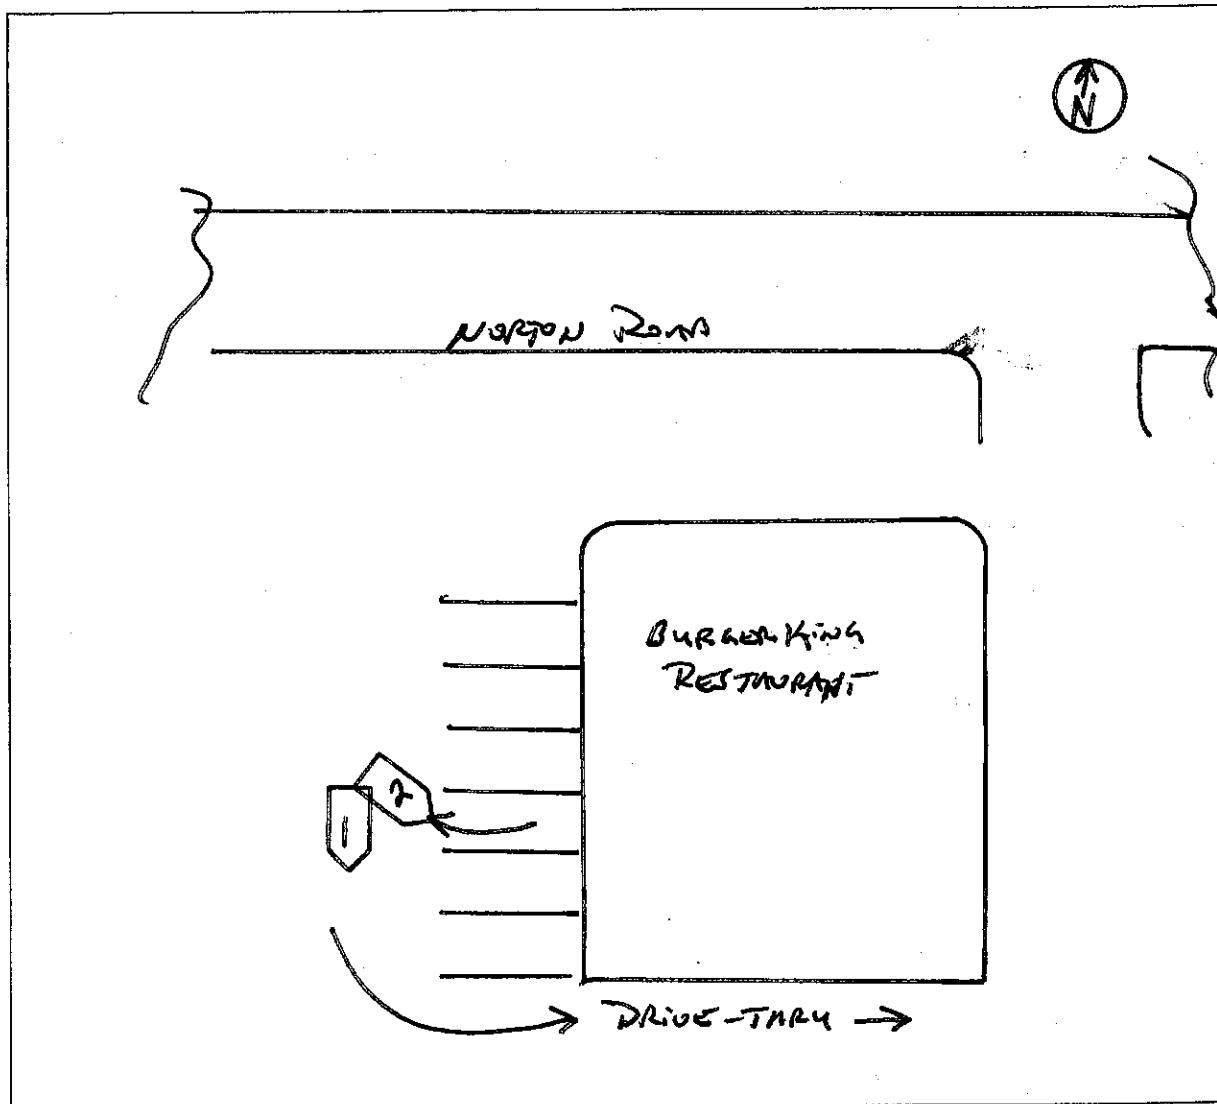 N
NORTON ROAD
BURGER KING
RESTAURANT
2
1
DRIVE-THRU